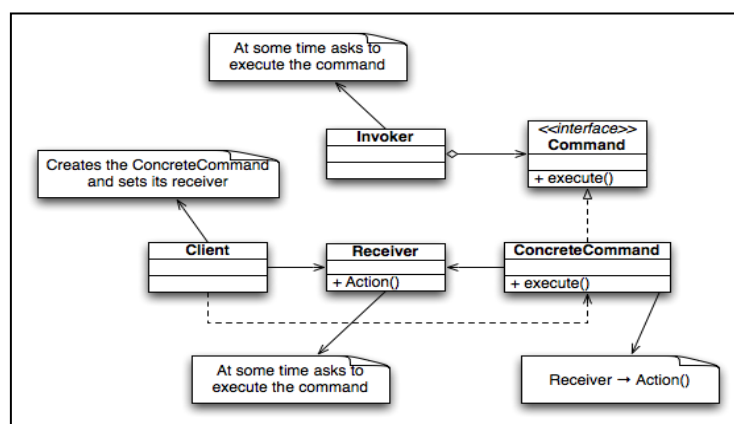 At some time asks to
execute the command
Invoker
<<interface>>
Command
+ execute()
Creates the ConcreteCommand
and sets its receiver
Client
Receiver
+ Action()
ConcreteCommand
+ execute()
At some time asks to
execute the command
Receiver → Action()